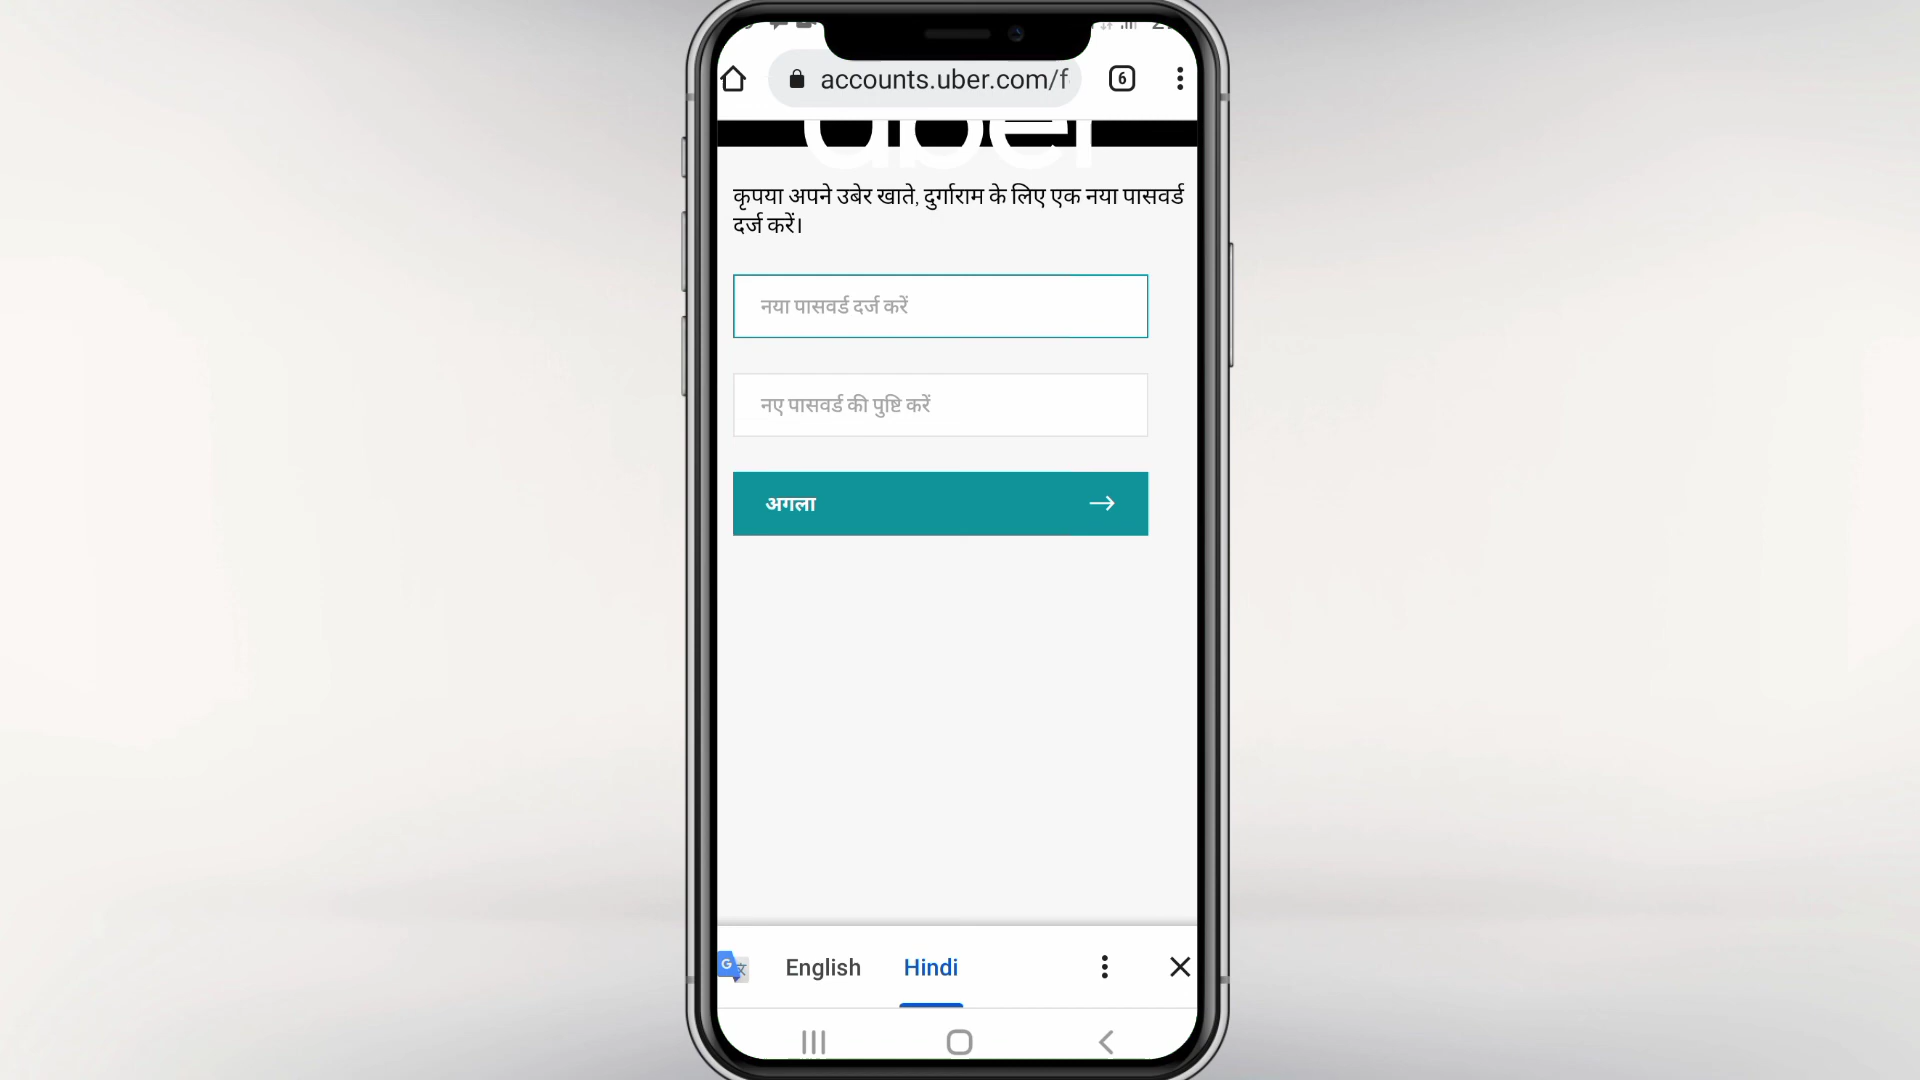 accounts.uber.com/f
6
uber
कृपया अपने उबेर खाते, दुर्गाराम के लिए एक नया पासवर्ड
दर्ज करें।
नया पासवर्ड दर्ज करें
नए पासवर्ड की पुष्टि करें
अगला
English Hindi